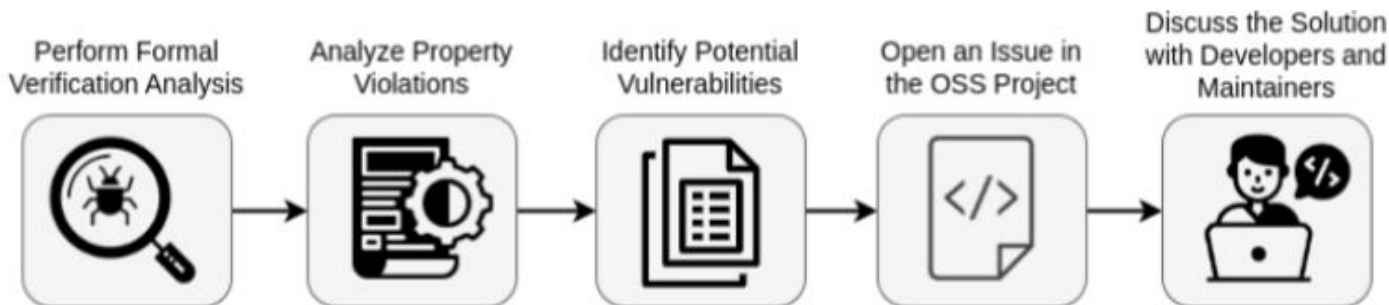 Perform Formal
Verification Analysis
Analyze Property
Violations
Identify Potential
Vulnerabilities
Open an Issue in
the OSS Project
Discuss the Solution
with Developers and
Maintainers
</>
</>